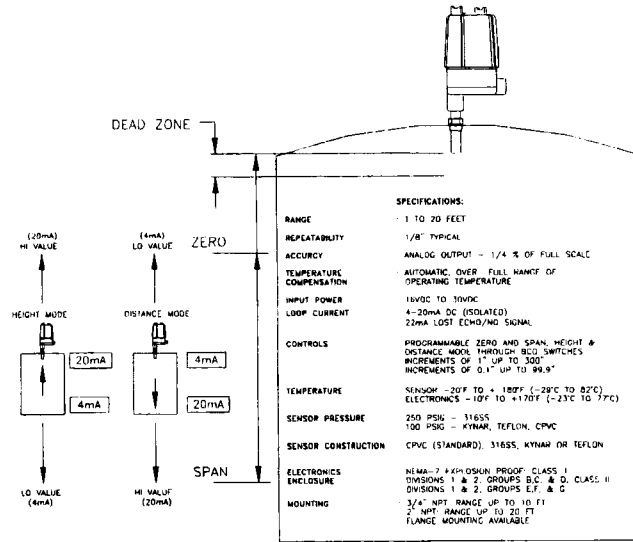 DEAD ZONE
SPECIFICATIONS:
RANGE 1 TO 20 FEET
REPEATABILITY 1/8" TYPICAL
ACCURCY ANALOG OUTPUT - 1/4 % OF FULL SCALE
TEMPERATURE COMPENSATION AUTOMATIC, OVER FULL RANGE OF
OPERATING TEMPERATURE
INPUT POWER 18VDC TO 30VDC
LOOP CURRENT 4-20mA DC (ISOLATED)
22mA LOST ECHO/NO SIGNAL
CONTROLS PROGRAMMABLE ZERO AND SPAN, HEIGHT &
DISTANCE MODE THROUGH BCD SWITCHES
INCREMENTS OF 1" UP TO 300"
INCREMENTS OF 0.1" UP TO 99.9"
TEMPERATURE SENSOR -20°F TO + 180°F (-29°C TO 82°C)
ELECTRONICS -10°F TO +170°F (-23°C TO 77°C)
SENSOR PRESSURE 250 PSIG - 316SS
100 PSIG - KYNAR, TEFLON, CPVC
SENSOR CONSTRUCTION CPVC (STANDARD), 316SS, KYNAR OR TEFLON
ELECTRONICS ENCLOSURE NEMA-7 EXPLOSION PROOF: CLASS I
DIVISIONS 1 & 2, GROUPS B,C, & D, CLASS II
DIVISIONS 1 & 2, GROUPS E,F, & G
MOUNTING 3/4" NPT: RANGE UP TO 10 FT
2" NPT: RANGE UP TO 20 FT
FLANGE MOUNTING AVAILABLE
(20mA)
HI VALUE
(4mA)
LO VALUE
ZERO
HEIGHT MODE
DISTANCE MODE
20mA
4mA
4mA
20mA
SPAN
LO VALUE
(4mA)
HI VALUE
(20mA)